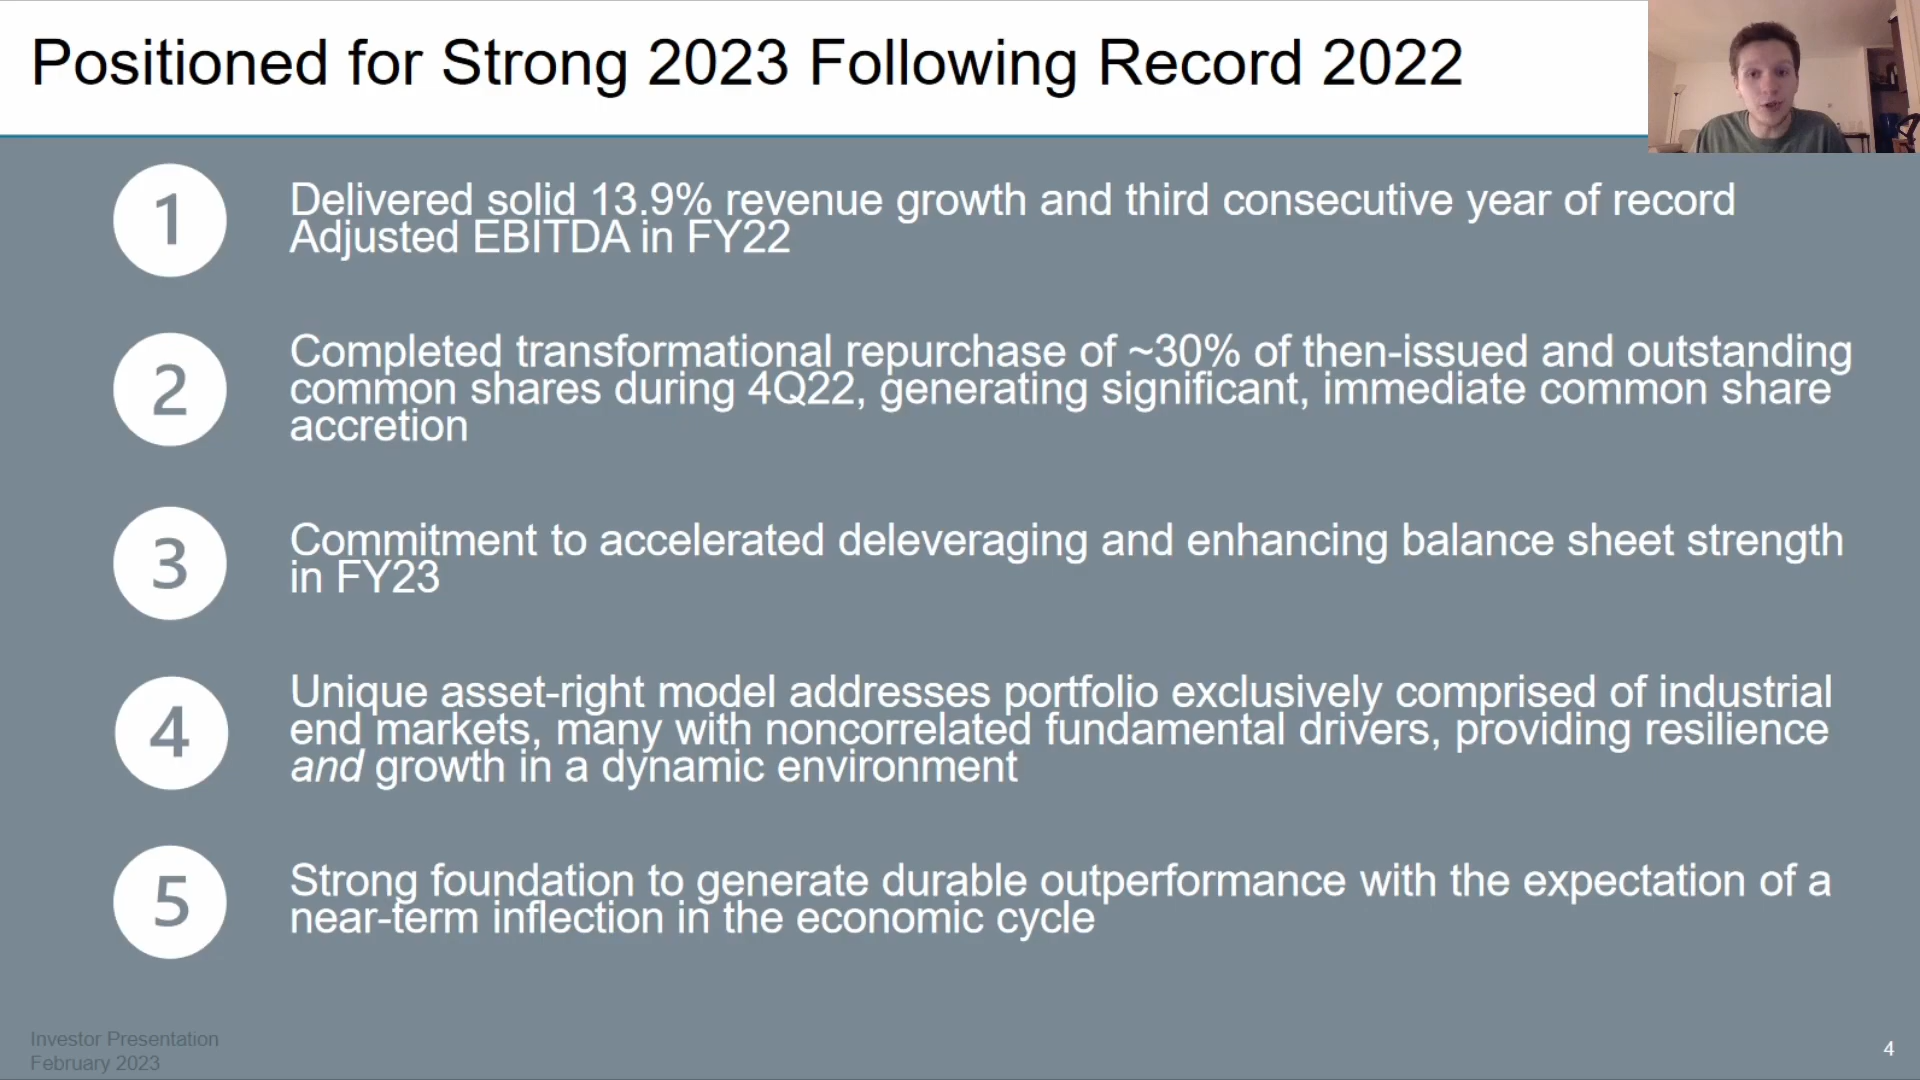 Positioned for Strong 2023 Following Record 2022
1
Delivered solid 13.9% revenue growth and third consecutive year of record
Adjusted EBITDA in FY22
2
Completed transformational repurchase of ~30% of then-issued and outstanding
common shares during 4Q22, generating significant, immediate common share
accretion
3
Commitment to accelerated deleveraging and enhancing balance sheet strength
in FY23
4
Unique asset-right model addresses portfolio exclusively comprised of industrial
end markets, many with noncorrelated fundamental drivers, providing resilience
and growth in a dynamic environment
5
Strong foundation to generate durable outperformance with the expectation of a
near-term inflection in the economic cycle
Investor Presentation
February 2023
4